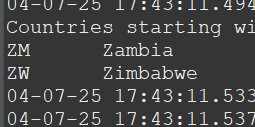 04-07-25 17:43:11.494
Countries starting wi
ZM Zambia
ZW Zimbabwe
04-07-25 17:43:11.533
04-07-25 17:43:11.537